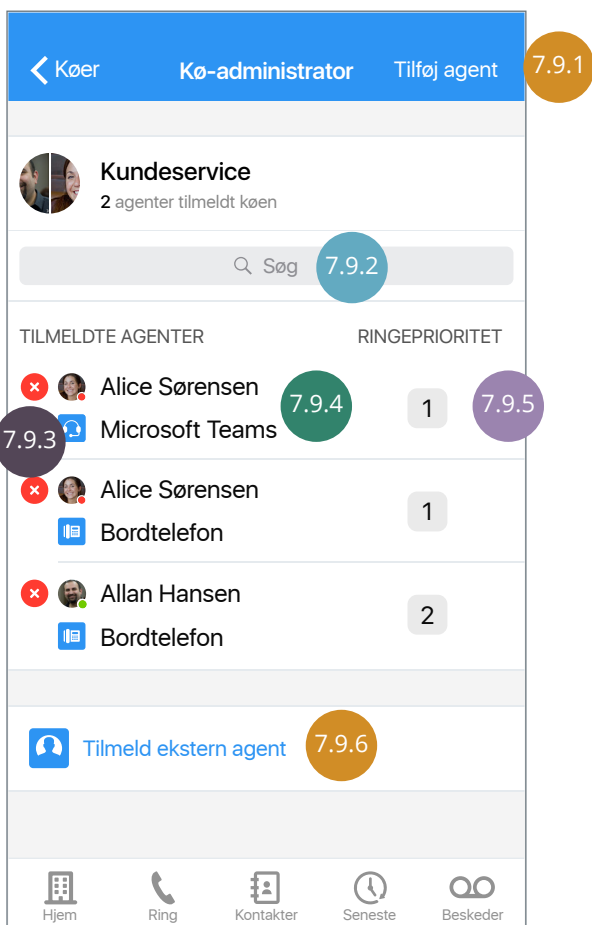 Køer Kø-administrator Tilføj agent 7.9.1
Kundeservice
2 agenter tilmeldt køen
Søg 7.9.2
TILMELDTE AGENTER RINGEPRIORITET
Alice Sørensen 7.9.4 1 7.9.5
7.9.3 Microsoft Teams
Alice Sørensen 1
Bordtelefon
Allan Hansen 2
Bordtelefon
Tilmeld ekstern agent 7.9.6
Hjem Ring Kontakter Seneste Beskeder